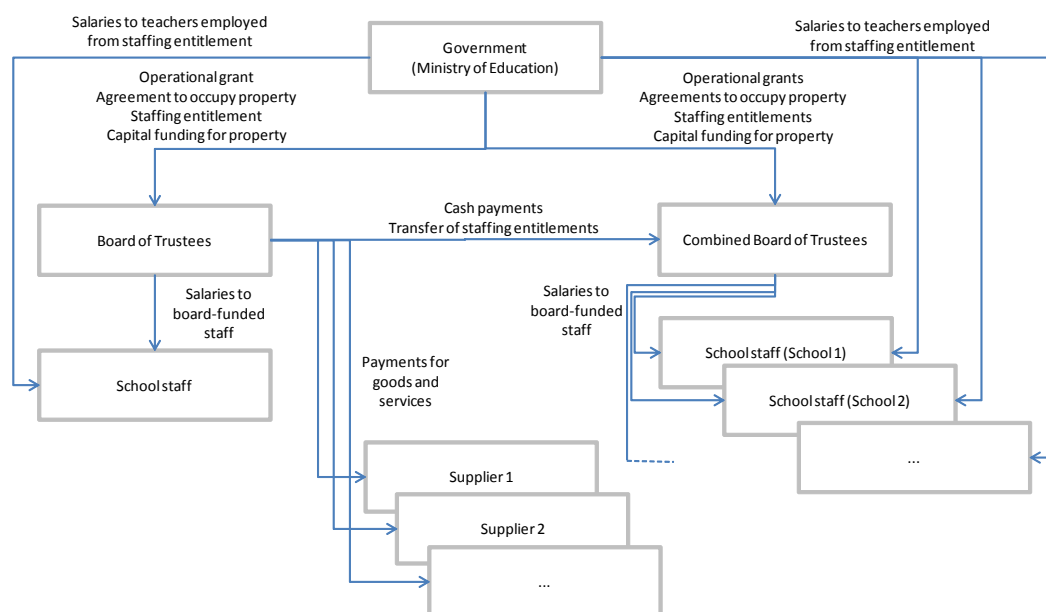 Salaries to teachers employed
from staffing entitlement
Government
(Ministry of Education)
Salaries to teachers employed
from staffing entitlement
Operational grant
Agreement to occupy property
Staffing entitlement
Capital funding for property
Operational grants
Agreements to occupy property
Staffing entitlements
Capital funding for property
Board of Trustees
Cash payments
Transfer of staffing entitlements
Combined Board of Trustees
Salaries to
board-funded
staff
Salaries to
board-funded
staff
School staff
Payments for
goods and
services
School staff (School 1)
School staff (School 2)
...
Supplier 1
Supplier 2
...